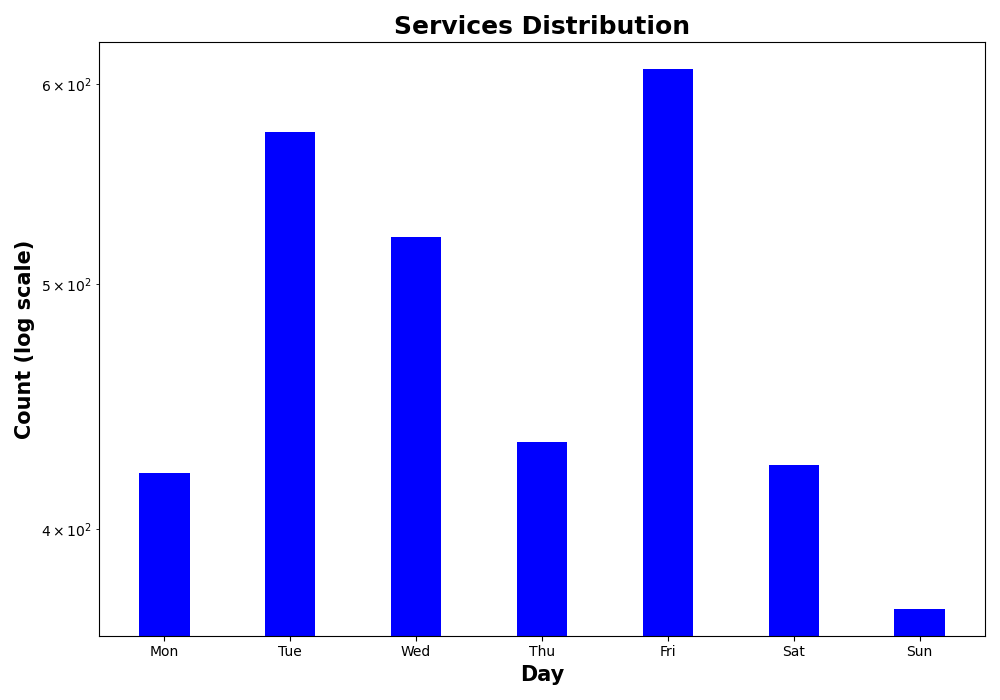 Services Distribution
Count (log scale)
6 × 10²
5 × 10²
4 × 10²
Mon Tue Wed Thu Fri Sat Sun
Day